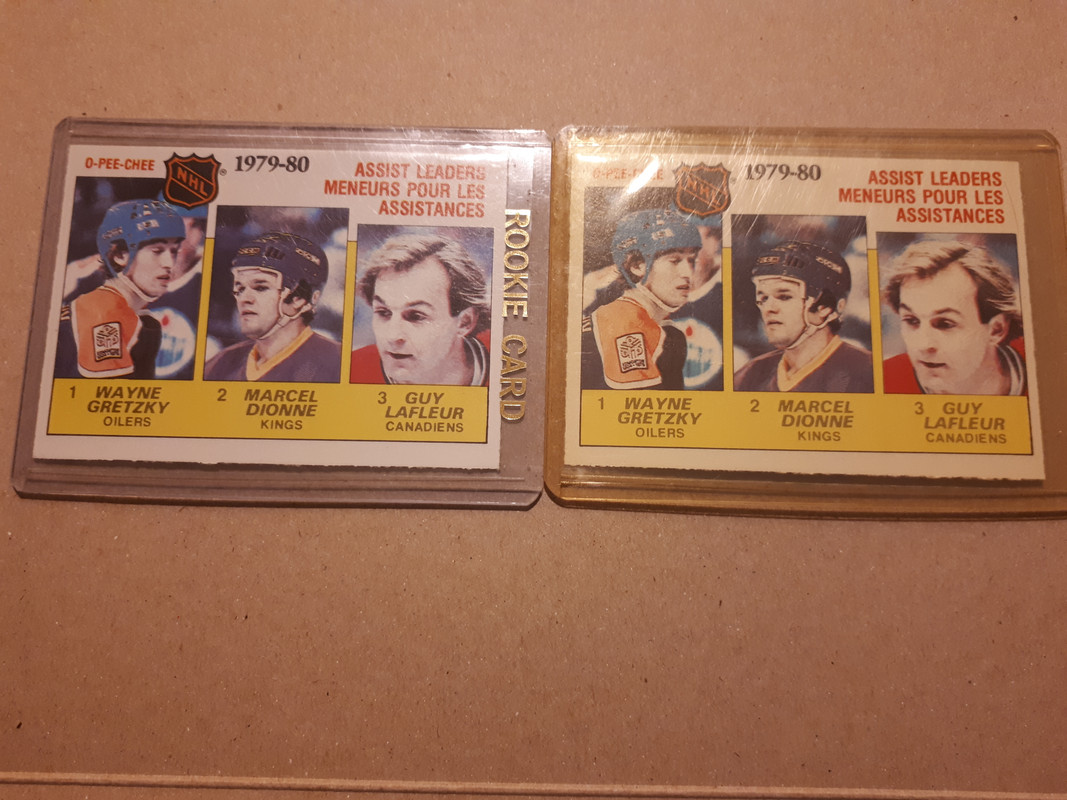 O-PEE-CHEE
NHL
1979-80
ASSIST LEADERS
MENEURS POUR LES
ASSISTANCES
1 WAYNE
GRETZKY
OILERS
2 MARCEL
DIONNE
KINGS
3 GUY
LAFLEUR
CANADIENS
ROOKIE CARD
O-PEE-CHEE
NHL
1979-80
ASSIST LEADERS
MENEURS POUR LES
ASSISTANCES
1 WAYNE
GRETZKY
OILERS
2 MARCEL
DIONNE
KINGS
3 GUY
LAFLEUR
CANADIENS